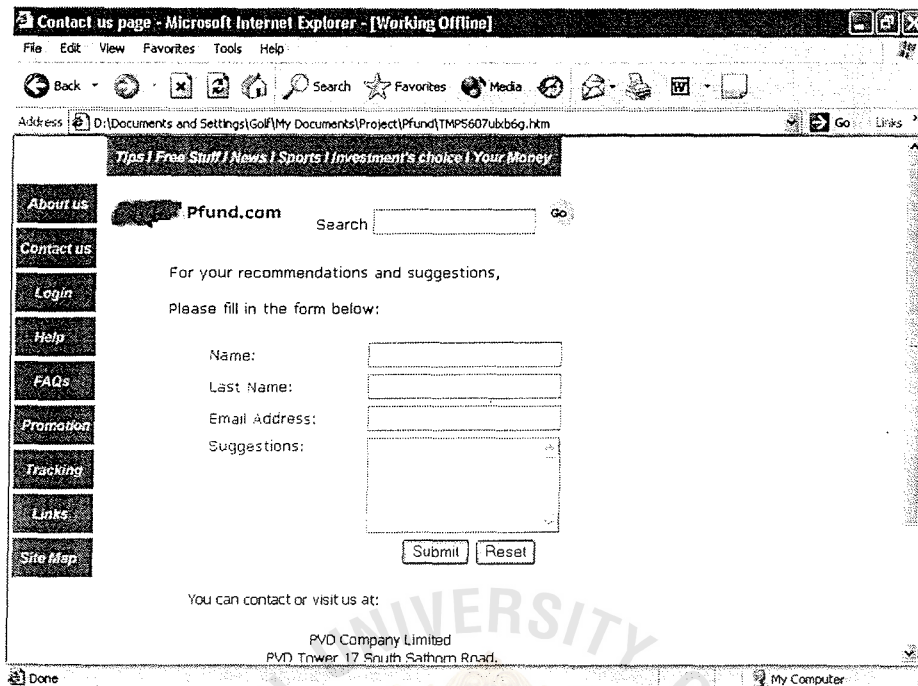 Contact us page - Microsoft Internet Explorer - [Working Offline]
File Edit View Favorites Tools Help
Back Search Favorites Media
Address D:\Documents and Settings\Golf\My Documents\Project\Pfund\TMP5607ubxb6g.htm Go Links
Tips I Free Stuff I News I Sports I Investment's choice I Your Money
About us
Pfund.com
Search Go
Contact us
For your recommendations and suggestions,
Login
Please fill in the form below:
Help
Name:
FAQs
Last Name:
Promotion
Email Address:
Suggestions:
Tracking
Links
Site Map
Submit Reset
You can contact or visit us at:
PVD Company Limited
PVD Tower 17 South Sathorn Road,
Done My Computer
UNIVERSITY